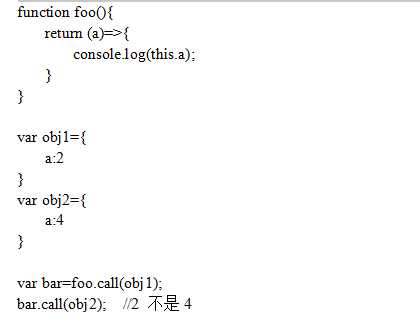 function foo(){
return (a)=>{
console.log(this.a);
}
}
var obj1={
a:2
}
var obj2={
a:4
}
var bar=foo.call(obj1);
bar.call(obj2); //2 不是 4